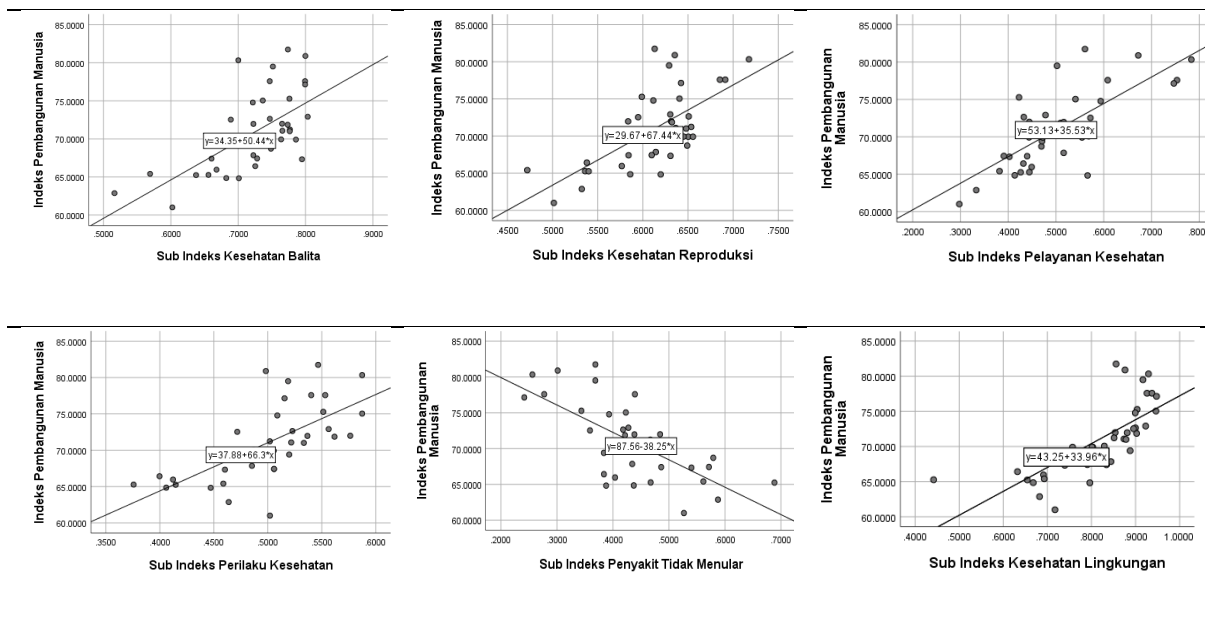 Indeks Pembangunan Manusia
85.0000
80.0000
75.0000
70.0000
65.0000
60.0000
y=34.35+50.44*x
.5000 .6000 .7000 .8000 .9000
Sub Indeks Kesehatan Balita
Indeks Pembangunan Manusia
85.0000
80.0000
75.0000
70.0000
65.0000
60.0000
y=29.67+67.44*x
.4500 .5000 .5500 .6000 .6500 .7000 .7500
Sub Indeks Kesehatan Reproduksi
Indeks Pembangunan
Manusia
85.0000
80.0000
75.0000
70.0000
65.0000
60.0000
y=53.13+35.53*x
.2000 .3000 .4000 .5000 .6000 .7000 .800
Sub Indeks Pelayanan Kesehatan
Indeks Pembangunan Manusia
85.0000
80.0000
75.0000
70.0000
65.0000
60.0000
y=37.88+66.3*x
.3500 .4000 .4500 .5000 .5500 .6000
Sub Indeks Perilaku Kesehatan
Indeks Pembangunan
Manusia
85.0000
80.0000
75.0000
70.0000
65.0000
60.0000
y=87.56-38.25*x
.2000 .3000 .4000 .5000 .6000 .7000
Sub Indeks Penyakit Tidak Menular
Indeks Pembangunan
Manusia
85.0000
80.0000
75.0000
70.0000
65.0000
60.0000
y=43.25+33.96*x
.4000 .5000 .6000 .7000 .8000 .9000 1.0000
Sub Indeks Kesehatan Lingkungan